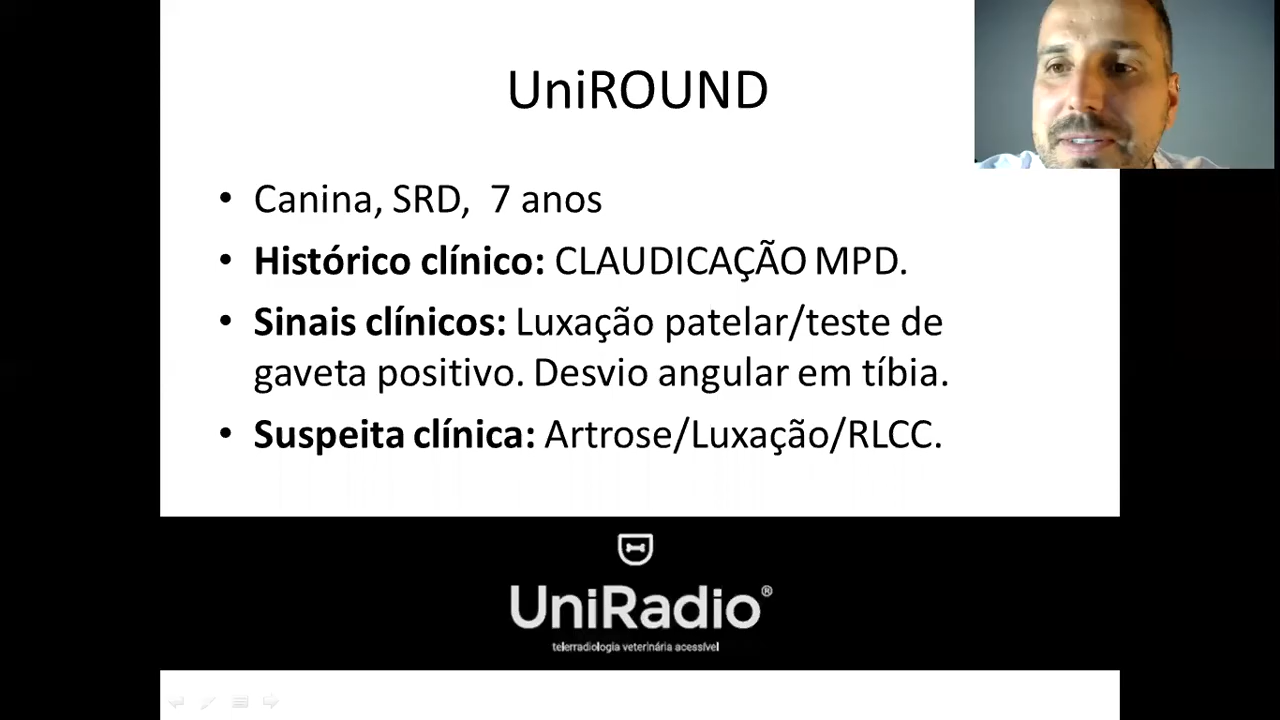 UniROUND
• Canina, SRD, 7 anos
• Histórico clínico: CLAUDICAÇÃO MPD.
• Sinais clínicos: Luxação patelar/teste de
gaveta positivo. Desvio angular em tíbia.
• Suspeita clínica: Artrose/Luxação/RLCC.
UniRadio®
telerradiologia veterinária acessível